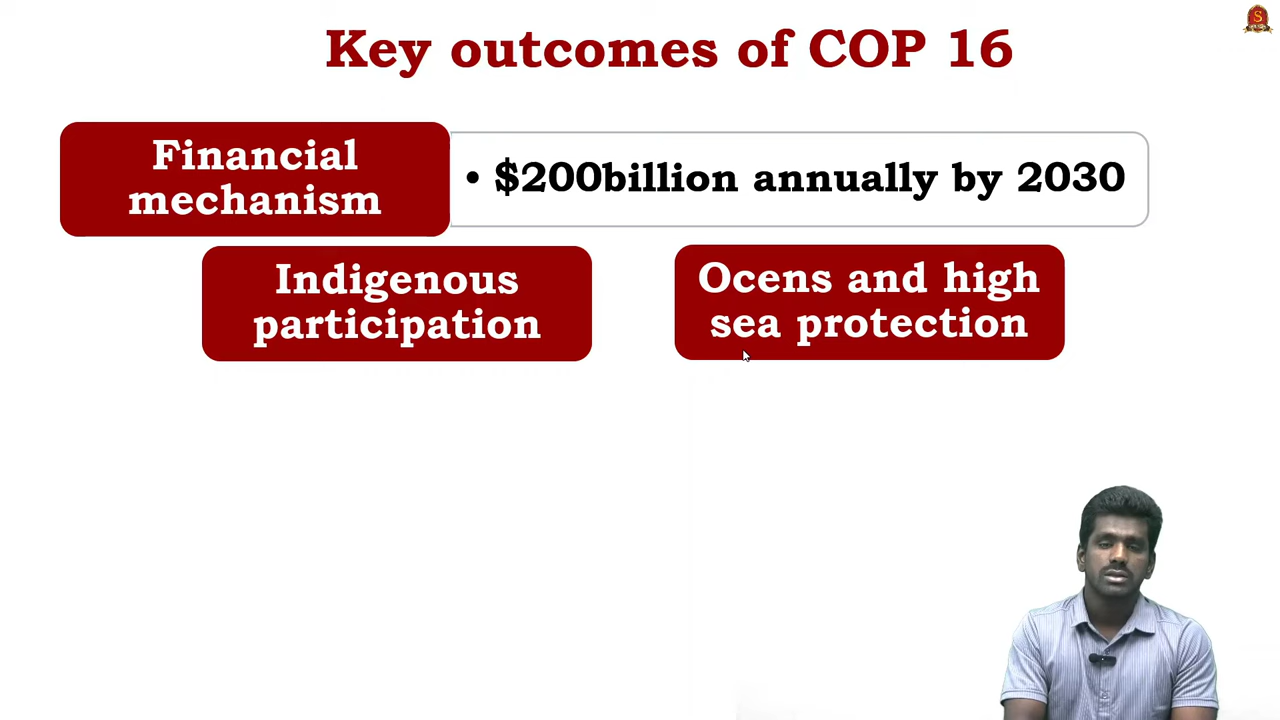 Key outcomes of COP 16
Financial
mechanism
• $200billion annually by 2030
Indigenous
participation
Ocens and high
sea protection